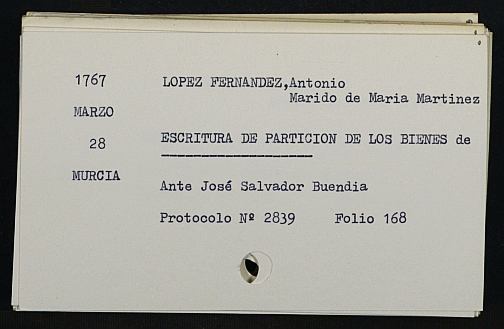 1767 LOPEZ FERNANDEZ,Antonio
Marido de Maria Martinez
MARZO
28 ESCRITURA DE PARTICION DE LOS BIENES de
MURCIA
Ante José Salvador Buendia
Protocolo Nº 2839 Folio 168